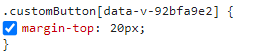 .customButton[data-v-92bfa9e2] {
margin-top: 20px;
}